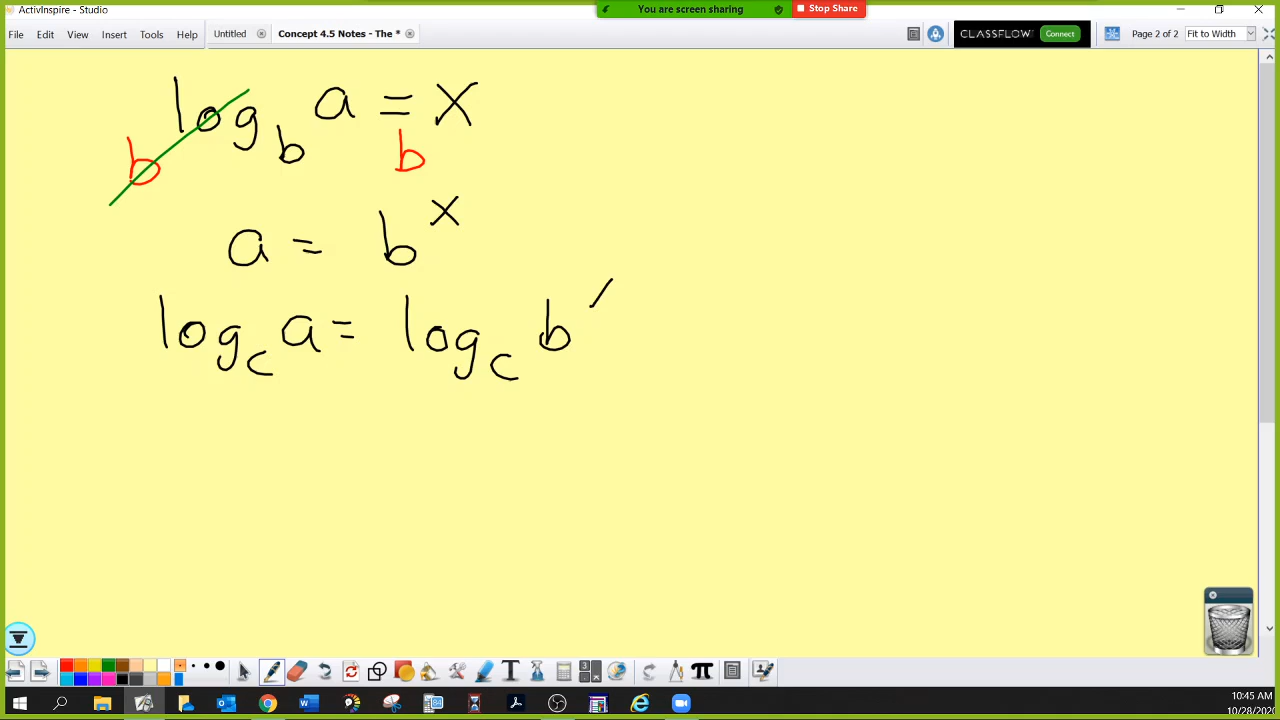 ActivInspire - Studio
You are screen sharing Stop Share
File Edit View Insert Tools Help Untitled Concept 4.5 Notes - The * CLASSFLOW Connect Page 2 of 2 Fit to Width
log_b a = x
b b
a = b^x
log_c a = log_c b
10:45 AM
10/28/2020